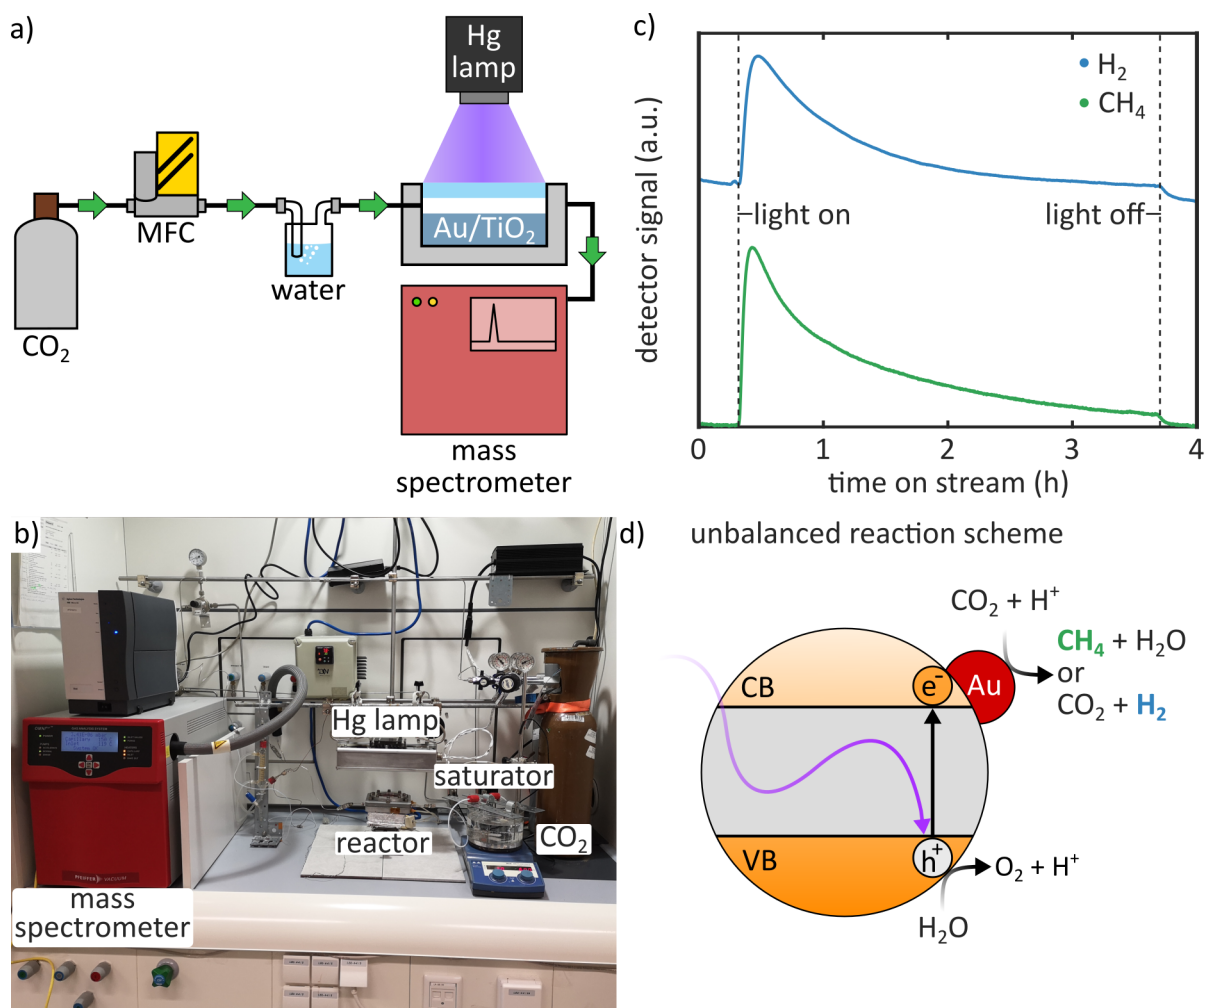 a)
Hg
lamp
MFC
Au/TiO₂
water
CO₂
mass
spectrometer
c)
detector signal (a.u.)
H₂
CH₄
light on
light off
0 1 2 3 4
time on stream (h)
b)
Hg lamp
saturator
reactor
CO₂
PFEIFFER VACUUM
mass
spectrometer
d) unbalanced reaction scheme
CO₂ + H⁺
CH₄ + H₂O
or
CO₂ + H₂
CB
e⁻
Au
VB
h⁺
O₂ + H⁺
H₂O